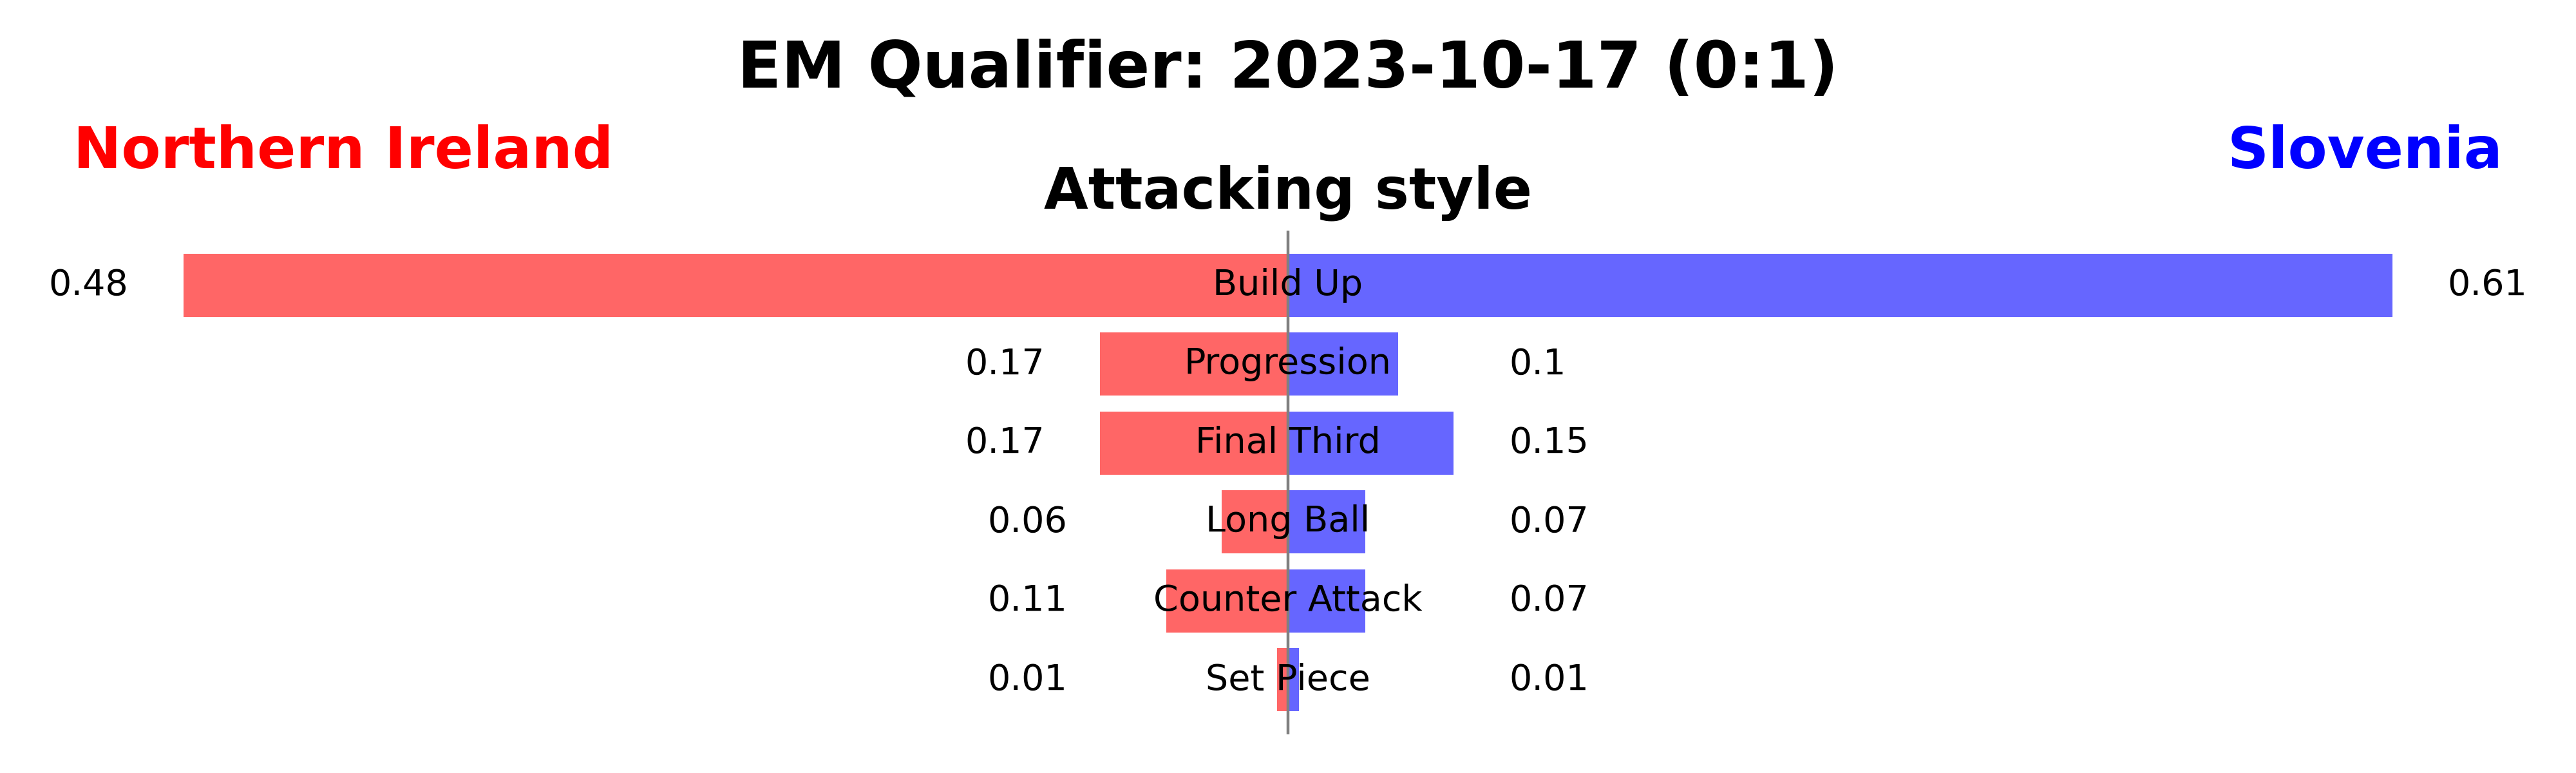 EM Qualifier: 2023-10-17 (0:1)
Northern Ireland
Slovenia
Attacking style
0.48 Build Up 0.61
0.17 Progression 0.1
0.17 Final Third 0.15
0.06 Long Ball 0.07
0.11 Counter Attack 0.07
0.01 Set Piece 0.01